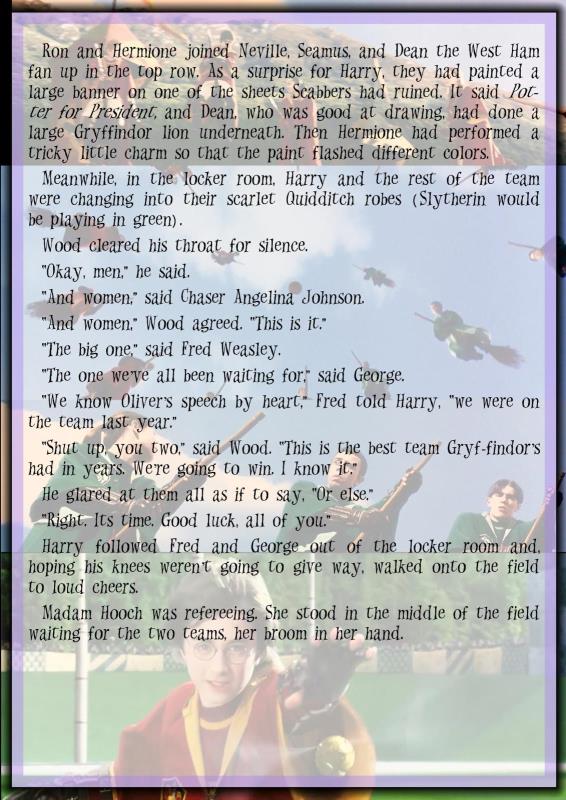 Ron and Hermione joined Neville, Seamus, and Dean the West Ham
fan up in the top row. As a surprise for Harry, they had painted a
large banner on one of the sheets Scabbers had ruined. It said Pot-
ter for President, and Dean, who was good at drawing, had done a
large Gryffindor lion underneath. Then Hermione had performed a
tricky little charm so that the paint flashed different colors.
Meanwhile, in the locker room, Harry and the rest of the team
were changing into their scarlet Quidditch robes (Slytherin would
be playing in green).
Wood cleared his throat for silence.
"Okay, men," he said.
"And women," said Chaser Angelina Johnson.
"And women," Wood agreed. "This is it."
"The big one," said Fred Weasley.
"The one we've all been waiting for," said George.
"We know Oliver's speech by heart," Fred told Harry, "we were on
the team last year."
"Shut up, you two," said Wood. "This is the best team Gryf-findor's
had in years. We're going to win. I know it."
He glared at them all as if to say, "Or else."
"Right. Its time. Good luck, all of you."
Harry followed Fred and George out of the locker room and,
hoping his knees weren't going to give way, walked onto the field
to loud cheers.
Madam Hooch was refereeing. She stood in the middle of the field
waiting for the two teams, her broom in her hand.